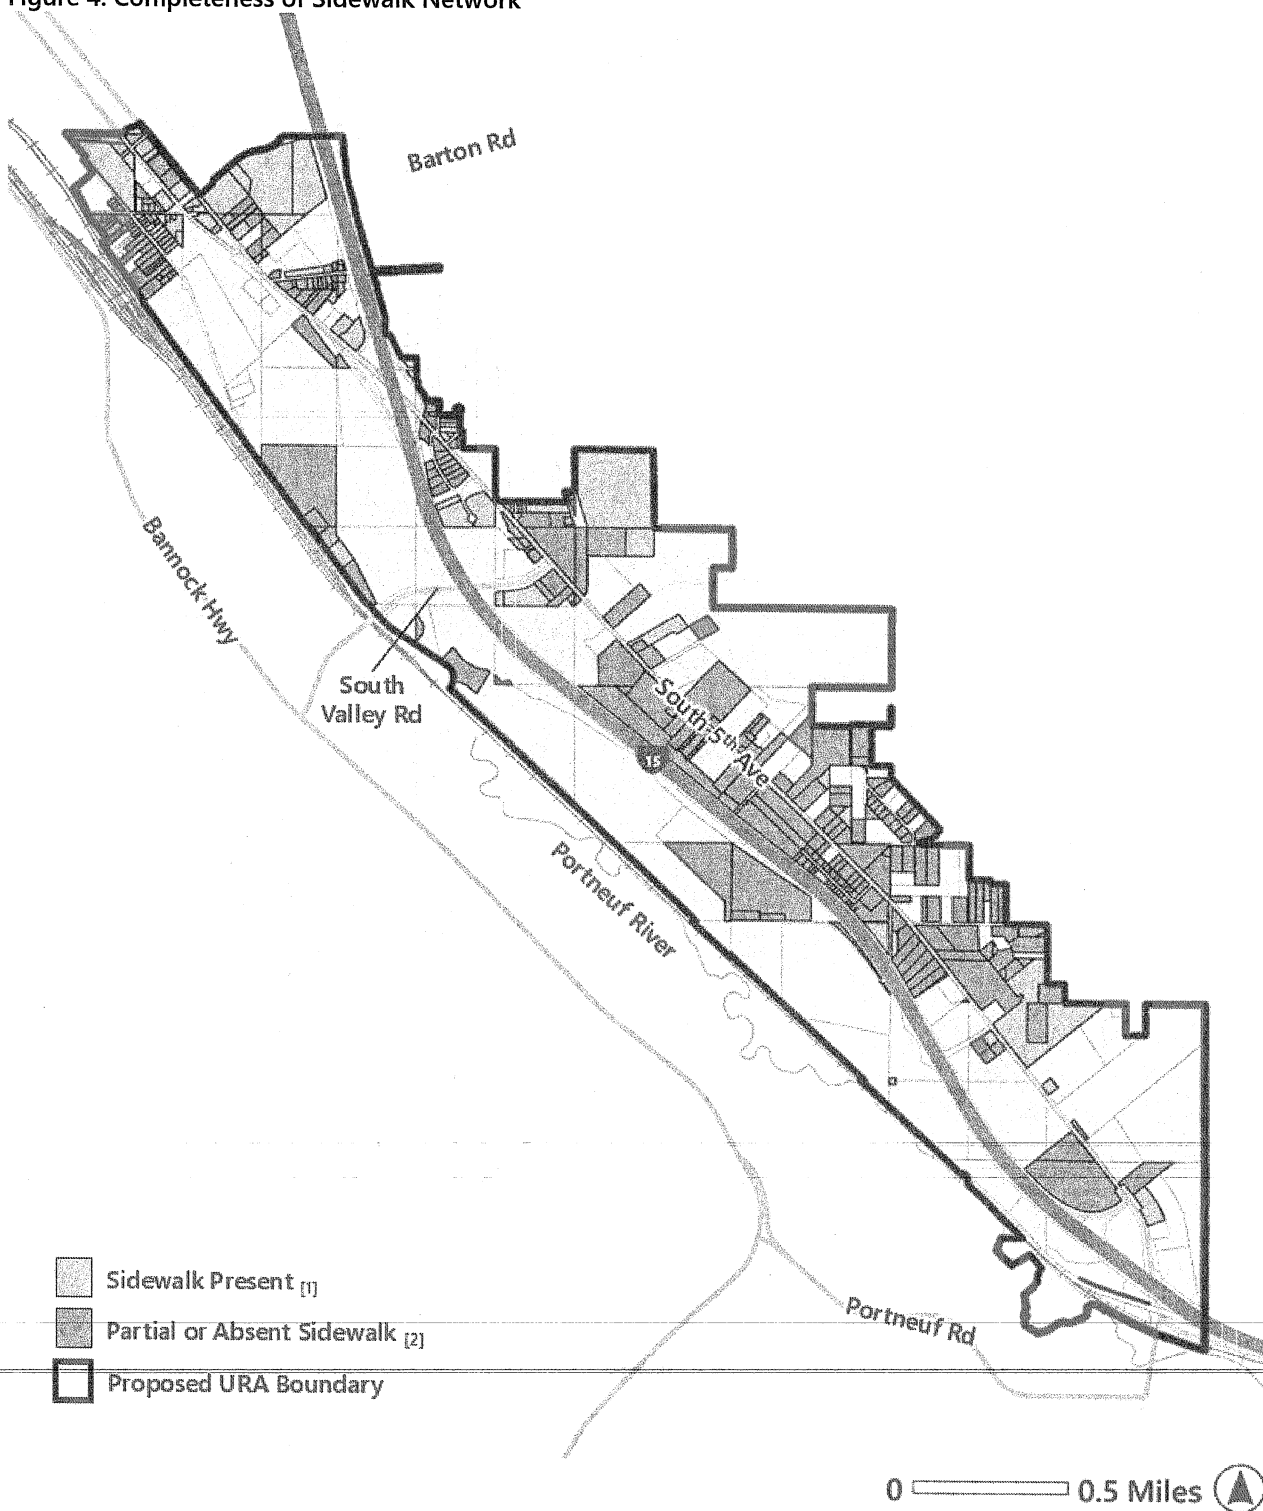 Figure 4. Completeness of Sidewalk Network
Barton Rd
Bannock Hwy
South
Valley Rd
South 5th Ave
15
Portneuf River
Portneuf Rd
Sidewalk Present [1]
Partial or Absent Sidewalk [2]
Proposed URA Boundary
0 0.5 Miles